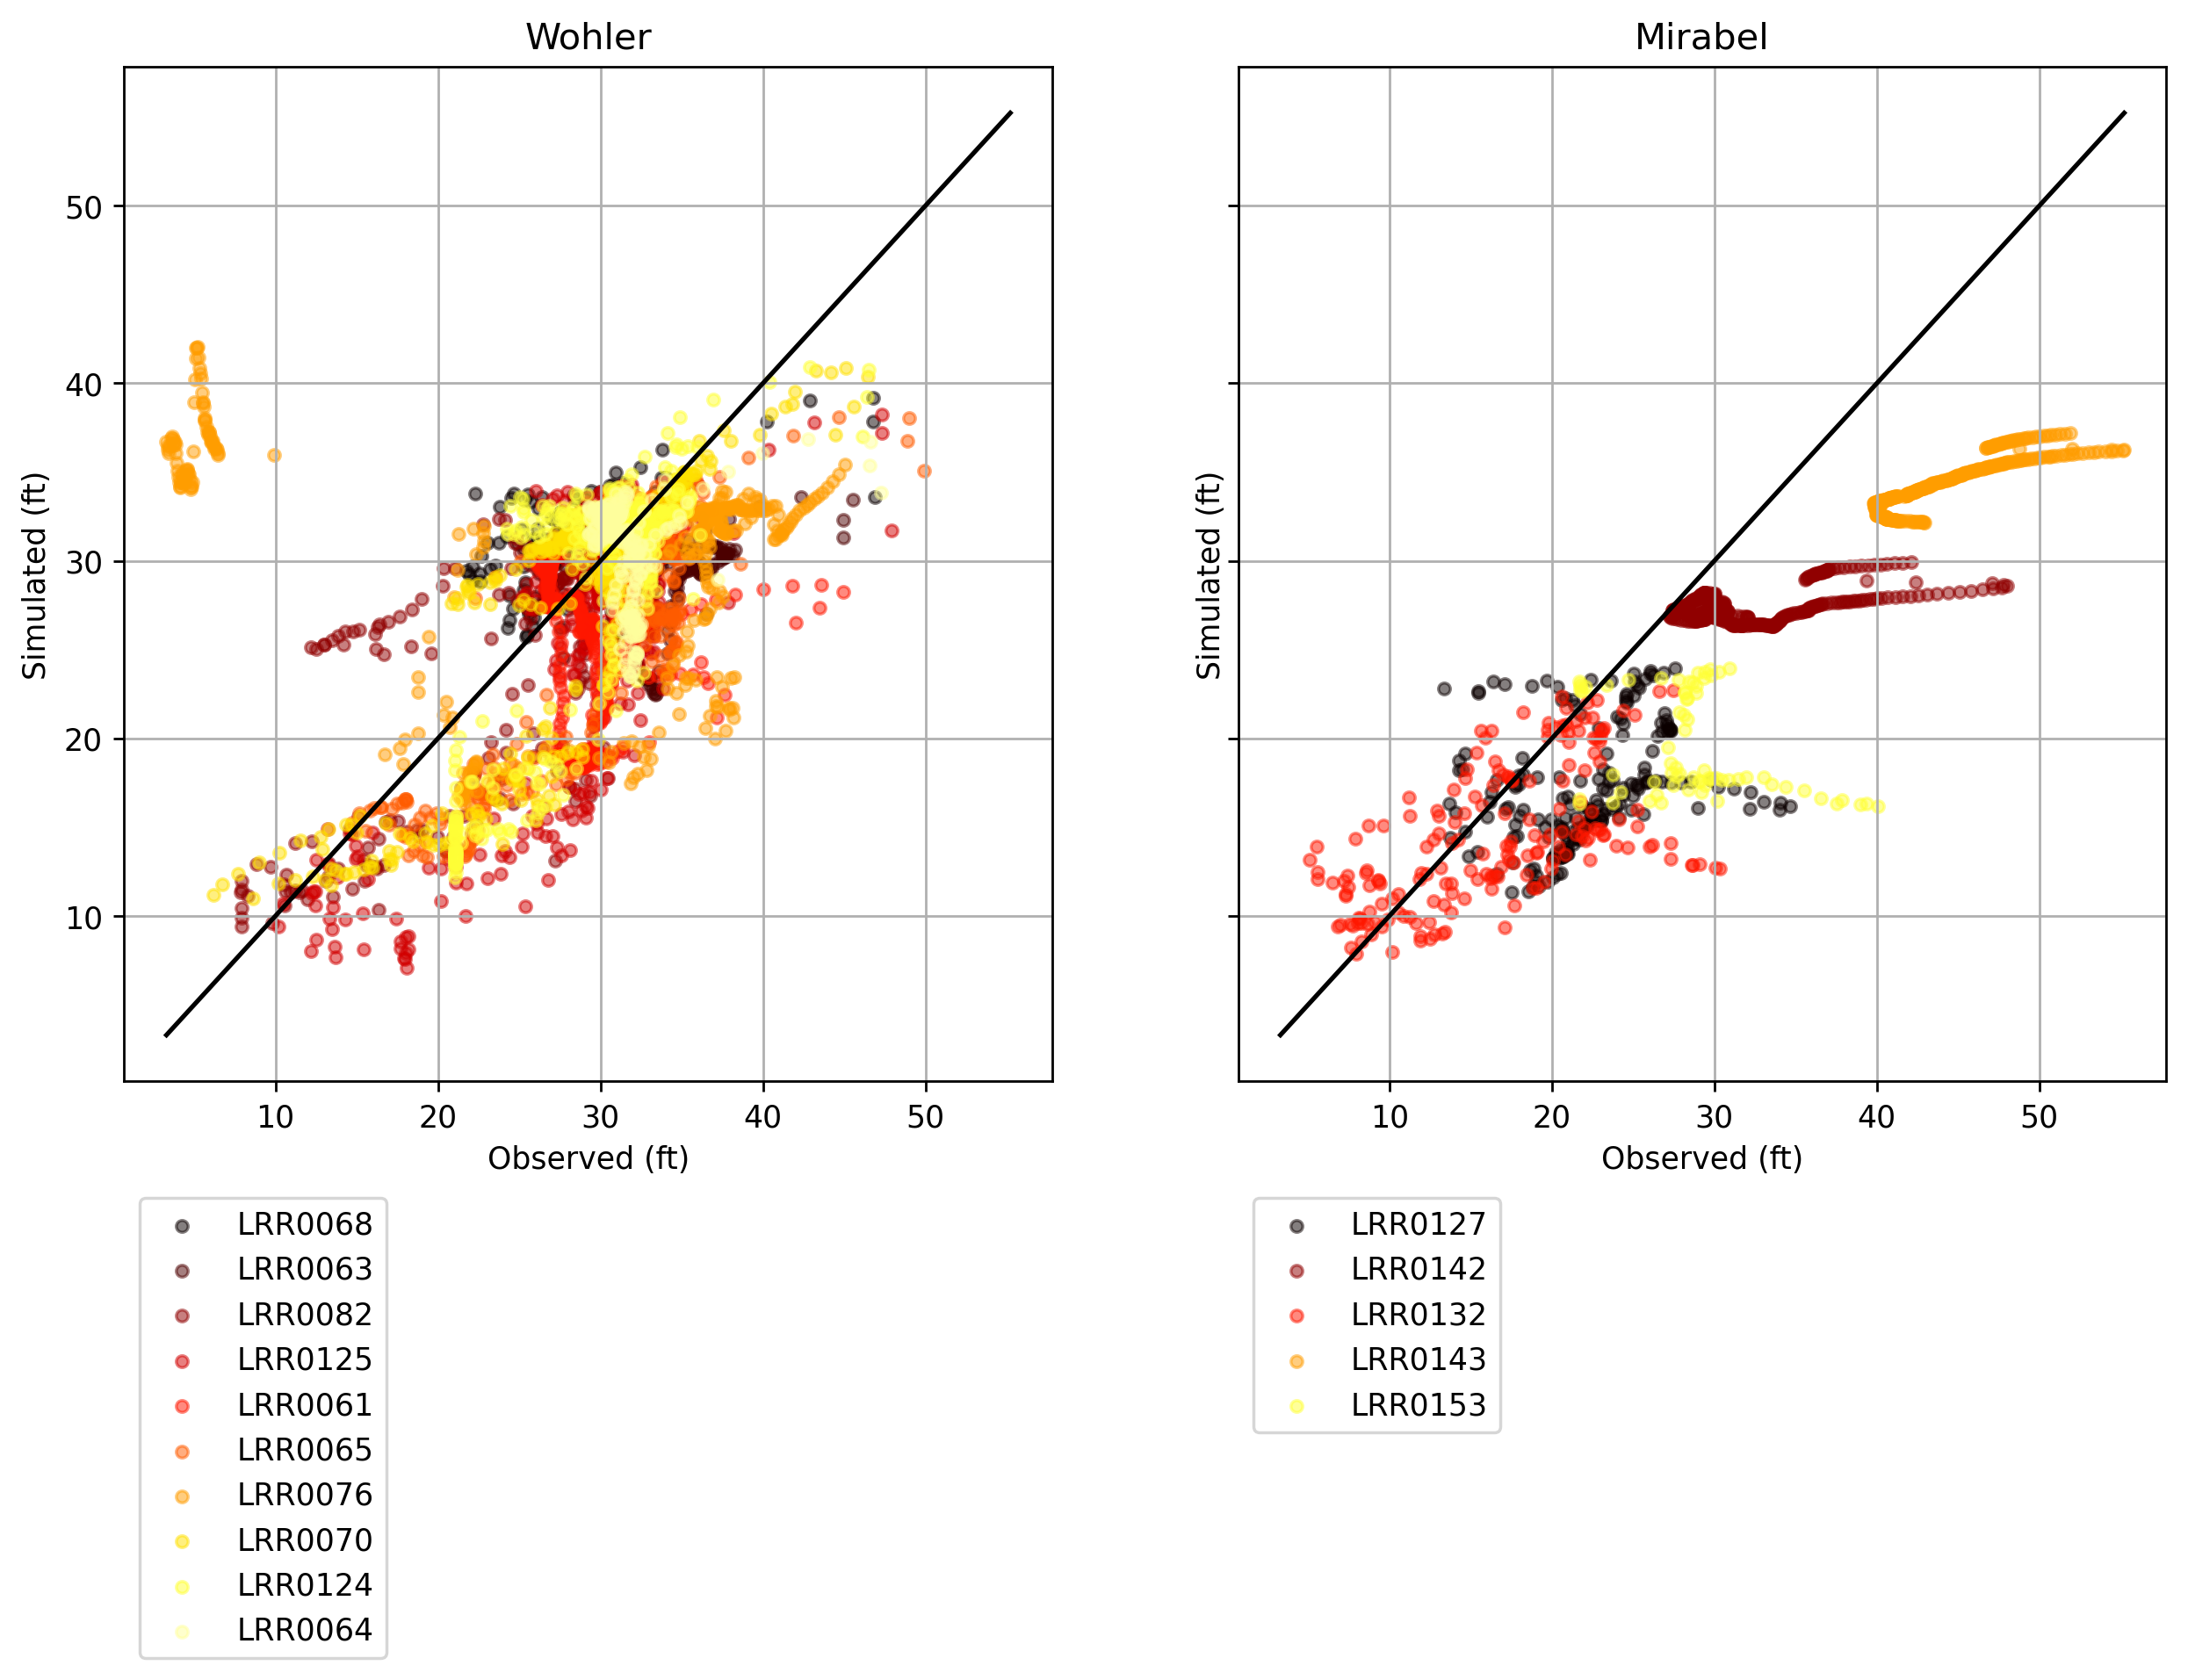 Wohler
Simulated (ft)
50
40
30
20
10
10 20 30 40 50
Observed (ft)
LRR0068
LRR0063
LRR0082
LRR0125
LRR0061
LRR0065
LRR0076
LRR0070
LRR0124
LRR0064
Mirabel
Simulated (ft)
10 20 30 40 50
Observed (ft)
LRR0127
LRR0142
LRR0132
LRR0143
LRR0153